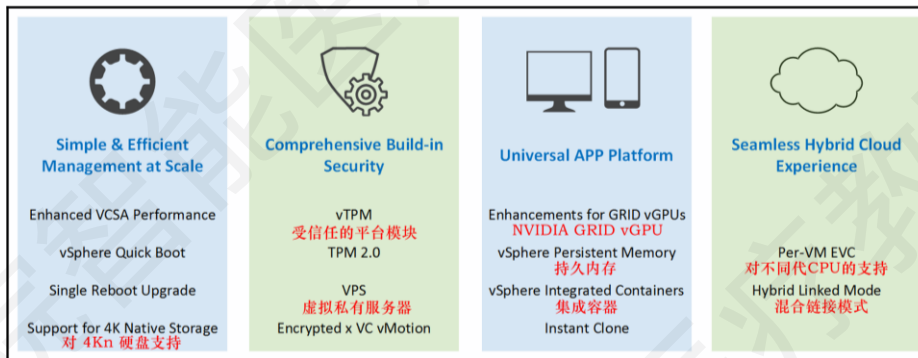 Simple & Efficient
Management at Scale
Enhanced VCSA Performance
vSphere Quick Boot
Single Reboot Upgrade
Support for 4K Native Storage
对 4Kn 硬盘支持
Comprehensive Build-in
Security
vTPM
受信任的平台模块
TPM 2.0
VPS
虚拟私有服务器
Encrypted x VC vMotion
Universal APP Platform
Enhancements for GRID vGPUs
NVIDIA GRID vGPU
vSphere Persistent Memory
持久内存
vSphere Integrated Containers
集成容器
Instant Clone
Seamless Hybrid Cloud
Experience
Per-VM EVC
对不同代CPU的支持
Hybrid Linked Mode
混合链接模式